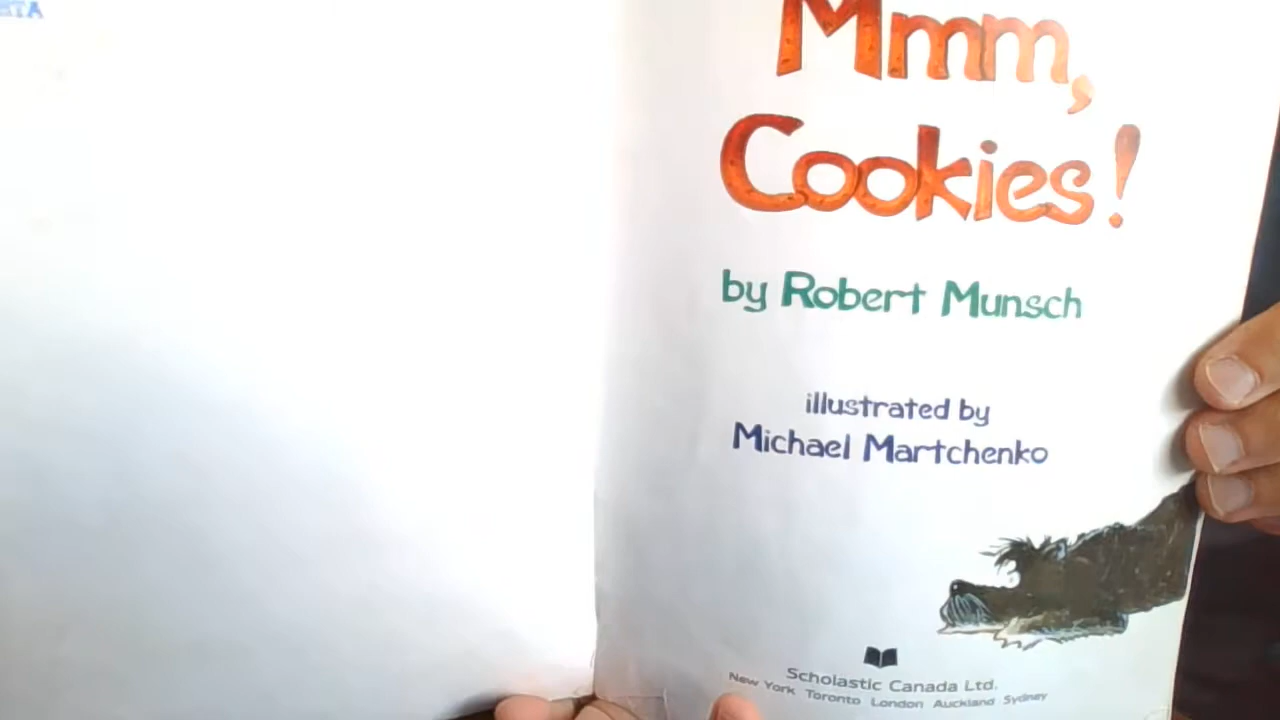 Mmm,
Cookies!
by Robert Munsch
illustrated by
Michael Martchenko
Scholastic Canada Ltd.
New York Toronto London Auckland Sydney